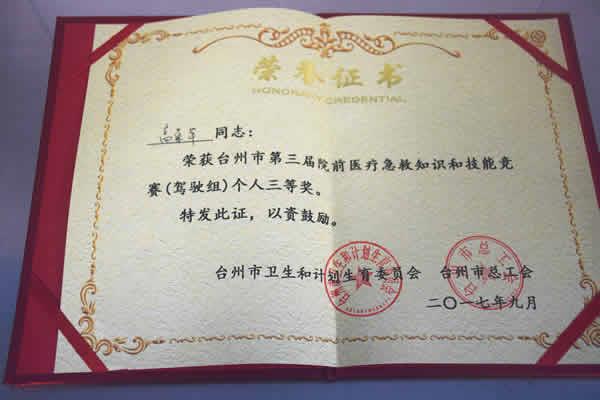 荣誉证书
HONORARY CREDENTIAL
同志：
荣获台州市第三届院前医疗急救知识和技能竞
赛(驾驶组)个人三等奖。
特发此证，以资鼓励。
台州市卫生和计划生育委员会 台州市总工会
二〇一七年九月